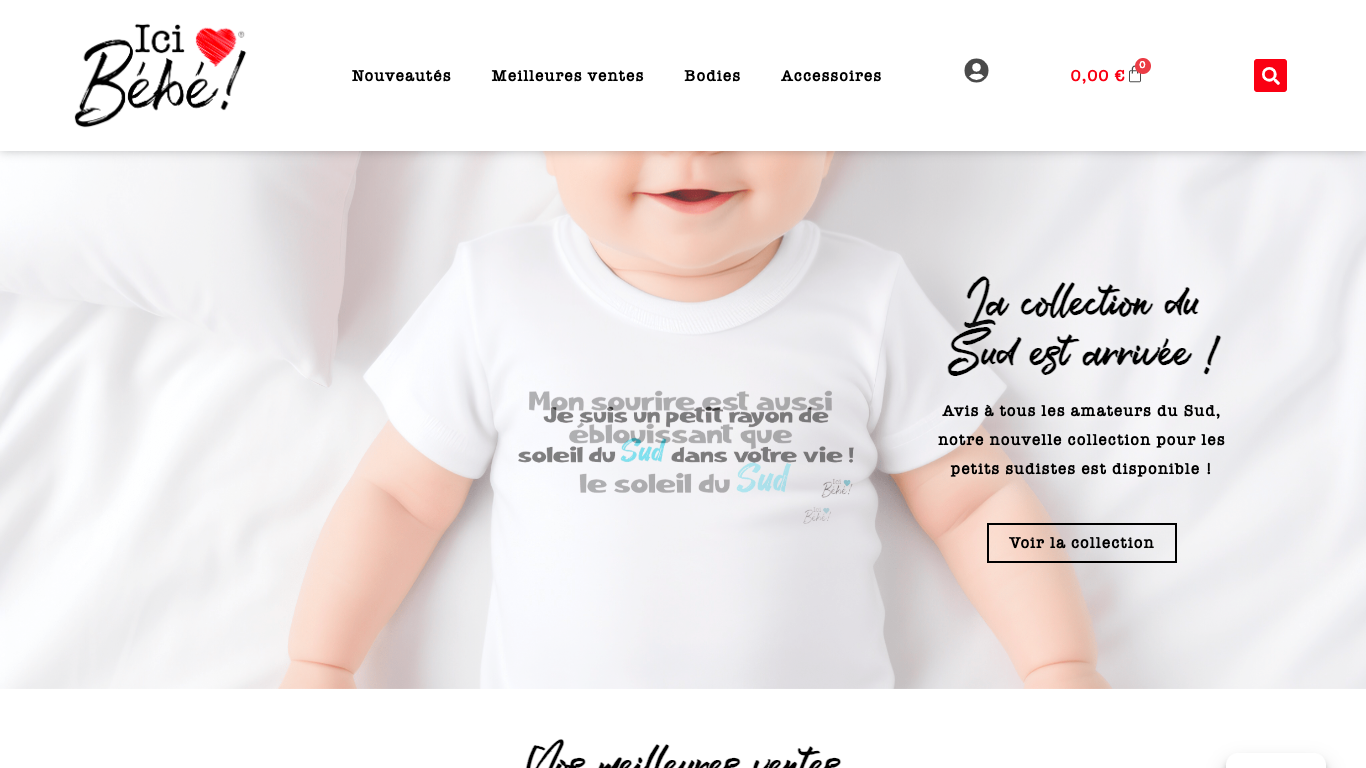 Ici
Bébé!
®
Nouveautés
Meilleures ventes
Bodies
Accessoires
0,00 €
0
La collection du
Sud est arrivée !
Avis à tous les amateurs du Sud,
notre nouvelle collection pour les
petits sudistes est disponible !
Voir la collection
Mon sourire est aussi
Je suis un petit rayon de
éblouissant que
soleil du Sud dans votre vie !
le soleil du Sud
Ici
Bébé!
Ici
Bébé!
Nos meilleures ventes